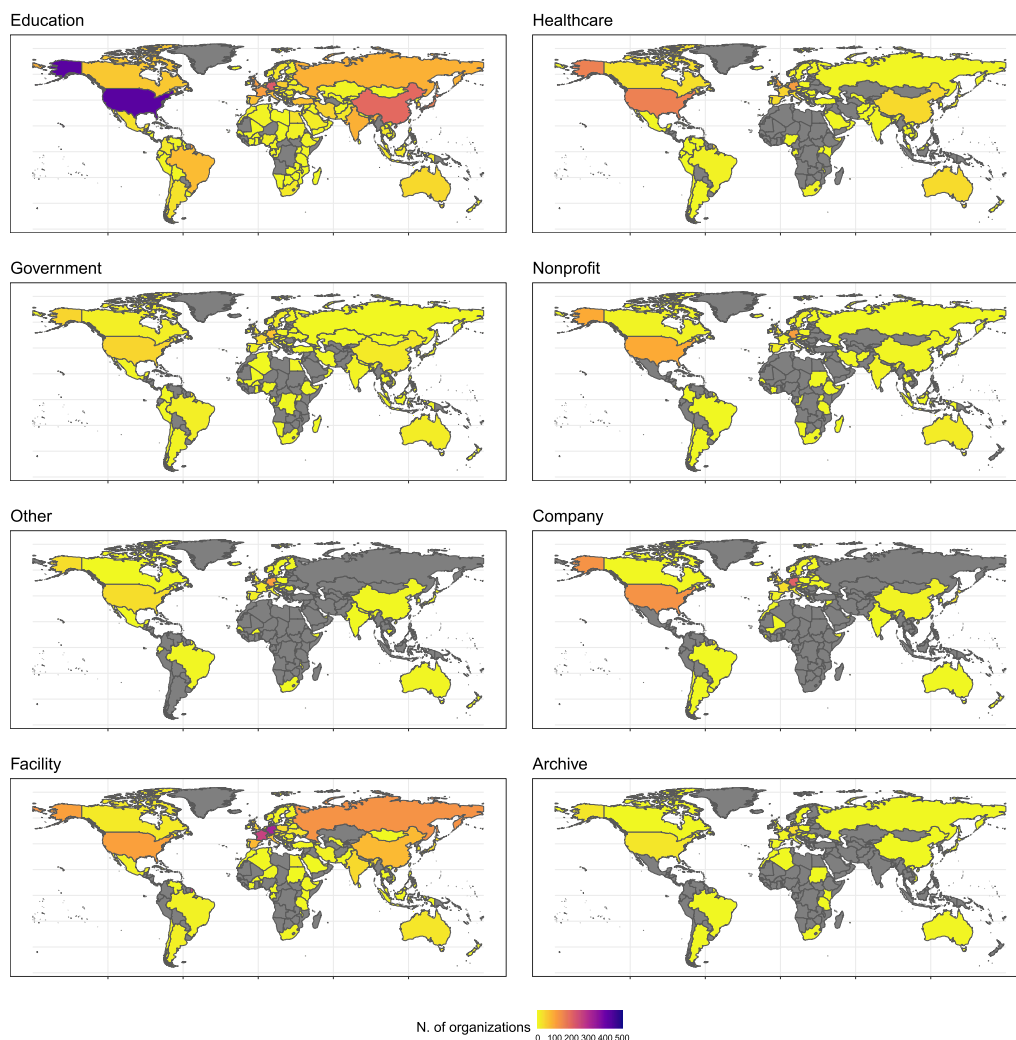 Education
Healthcare
Government
Nonprofit
Other
Company
Facility
Archive
N. of organizations
0 100 200 300 400 500